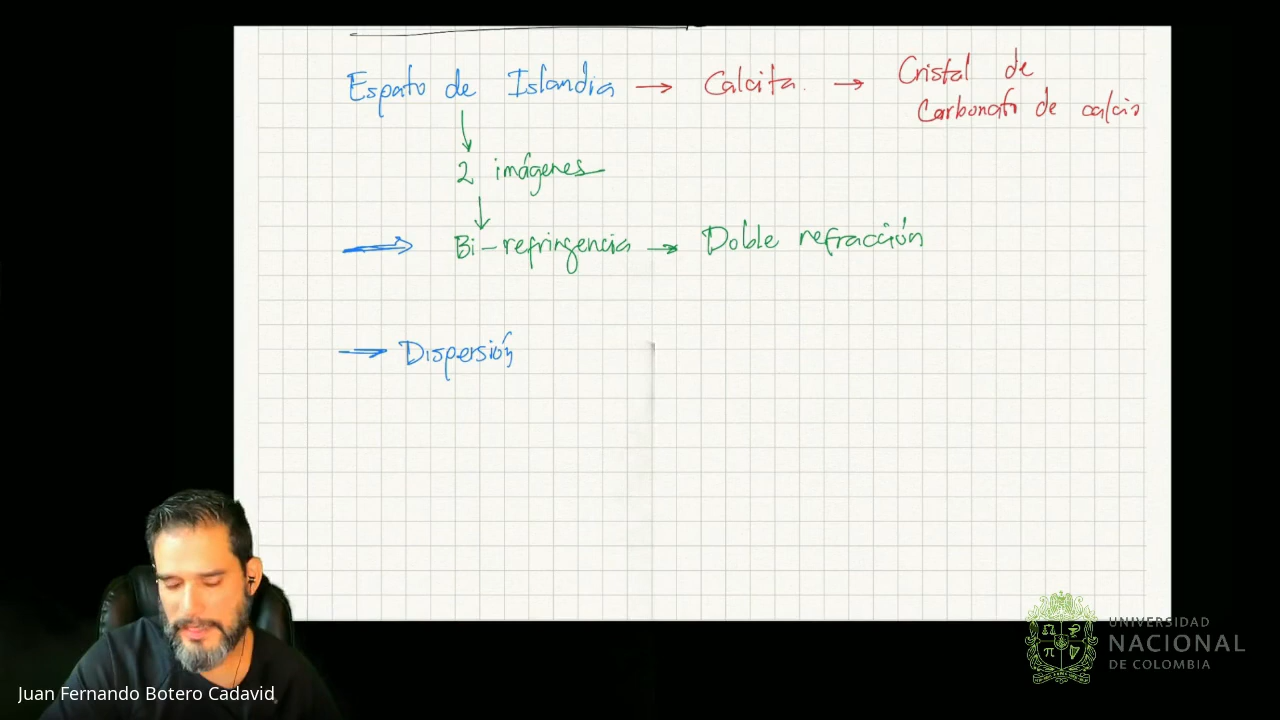 Espato de Islandia → Calcita. → Cristal de
Carbonato de calcio
↓
2 imágenes
↓
⇒ Bi-refringencia → Doble refracción
→ Dispersión
UNIVERSIDAD
NACIONAL
DE COLOMBIA
Juan Fernando Botero Cadavid